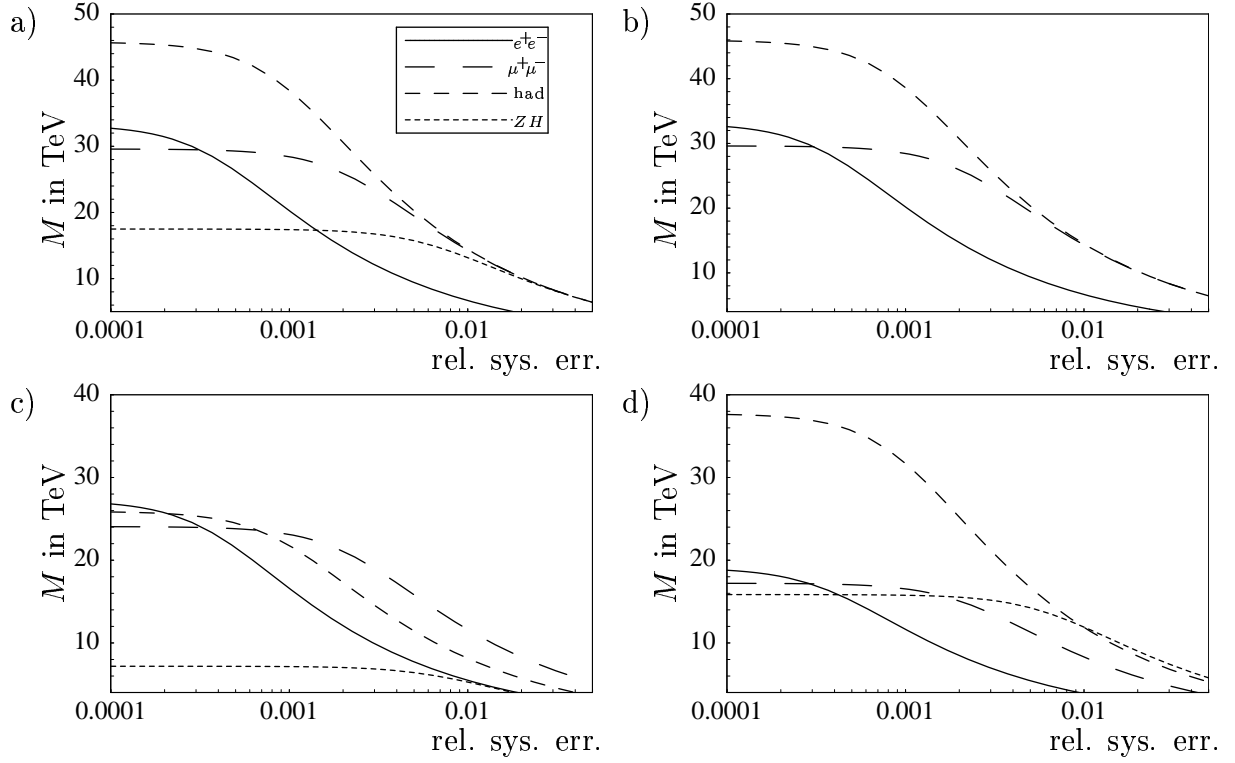 a)
50
40
30
20
10
M in TeV
e⁺e⁻
μ⁺μ⁻
had
ZH
0.0001 0.001 0.01
rel. sys. err.
b)
50
40
30
20
10
M in TeV
0.0001 0.001 0.01
rel. sys. err.
c)
40
30
20
10
M in TeV
0.0001 0.001 0.01
rel. sys. err.
d)
40
30
20
10
M in TeV
0.0001 0.001 0.01
rel. sys. err.